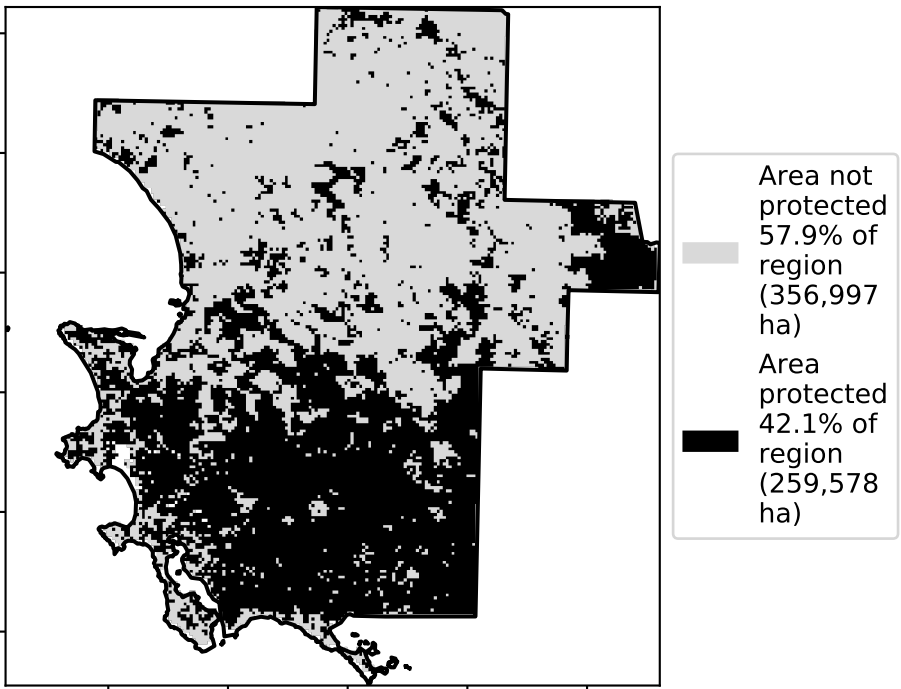 Area not
protected
57.9% of
region
(356,997
ha)
Area
protected
42.1% of
region
(259,578
ha)